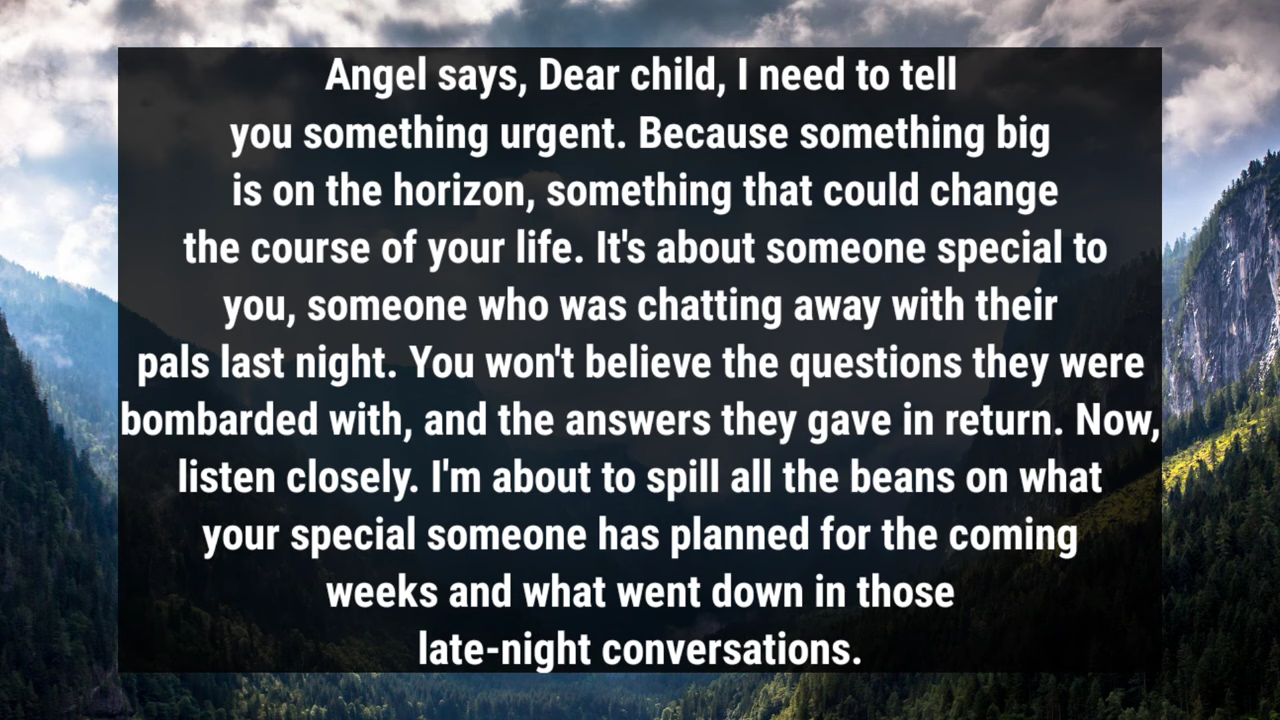 Angel says, Dear child, I need to tell
you something urgent. Because something big
is on the horizon, something that could change
the course of your life. It's about someone special to
you, someone who was chatting away with their
pals last night. You won't believe the questions they were
bombarded with, and the answers they gave in return. Now,
listen closely. I'm about to spill all the beans on what
your special someone has planned for the coming
weeks and what went down in those
late-night conversations.